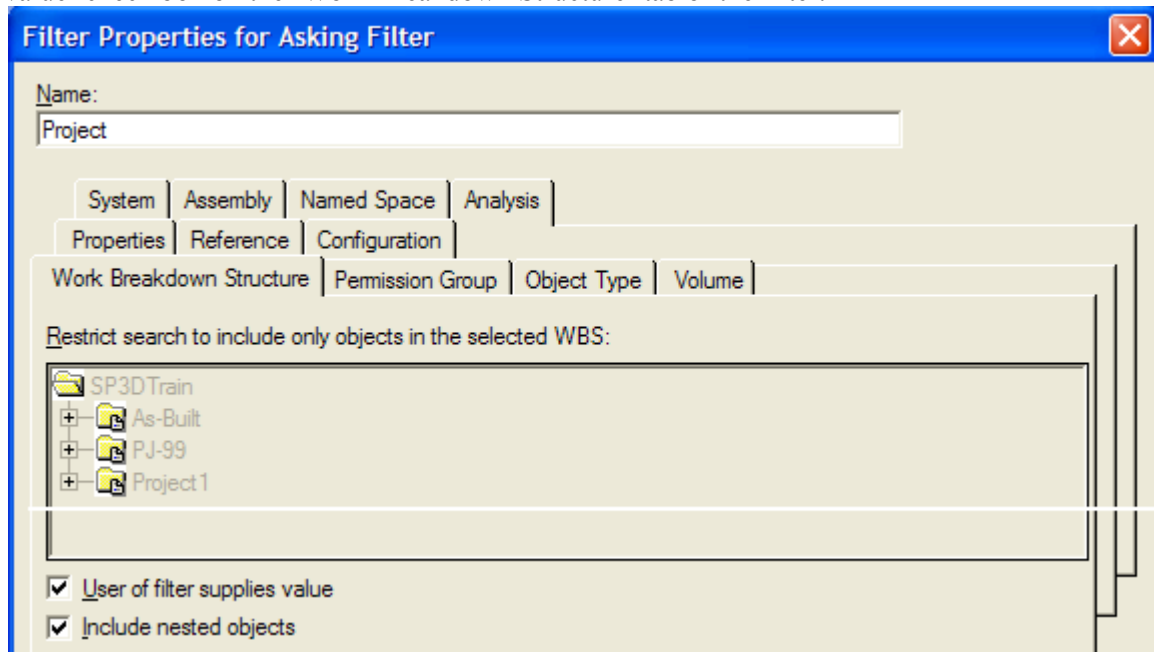 Filter Properties for Asking Filter
Name:
Project
System Assembly Named Space Analysis
Properties Reference Configuration
Work Breakdown Structure Permission Group Object Type Volume
Restrict search to include only objects in the selected WBS:
SP3DTrain
As-Built
PJ-99
Project1
User of filter supplies value
Include nested objects